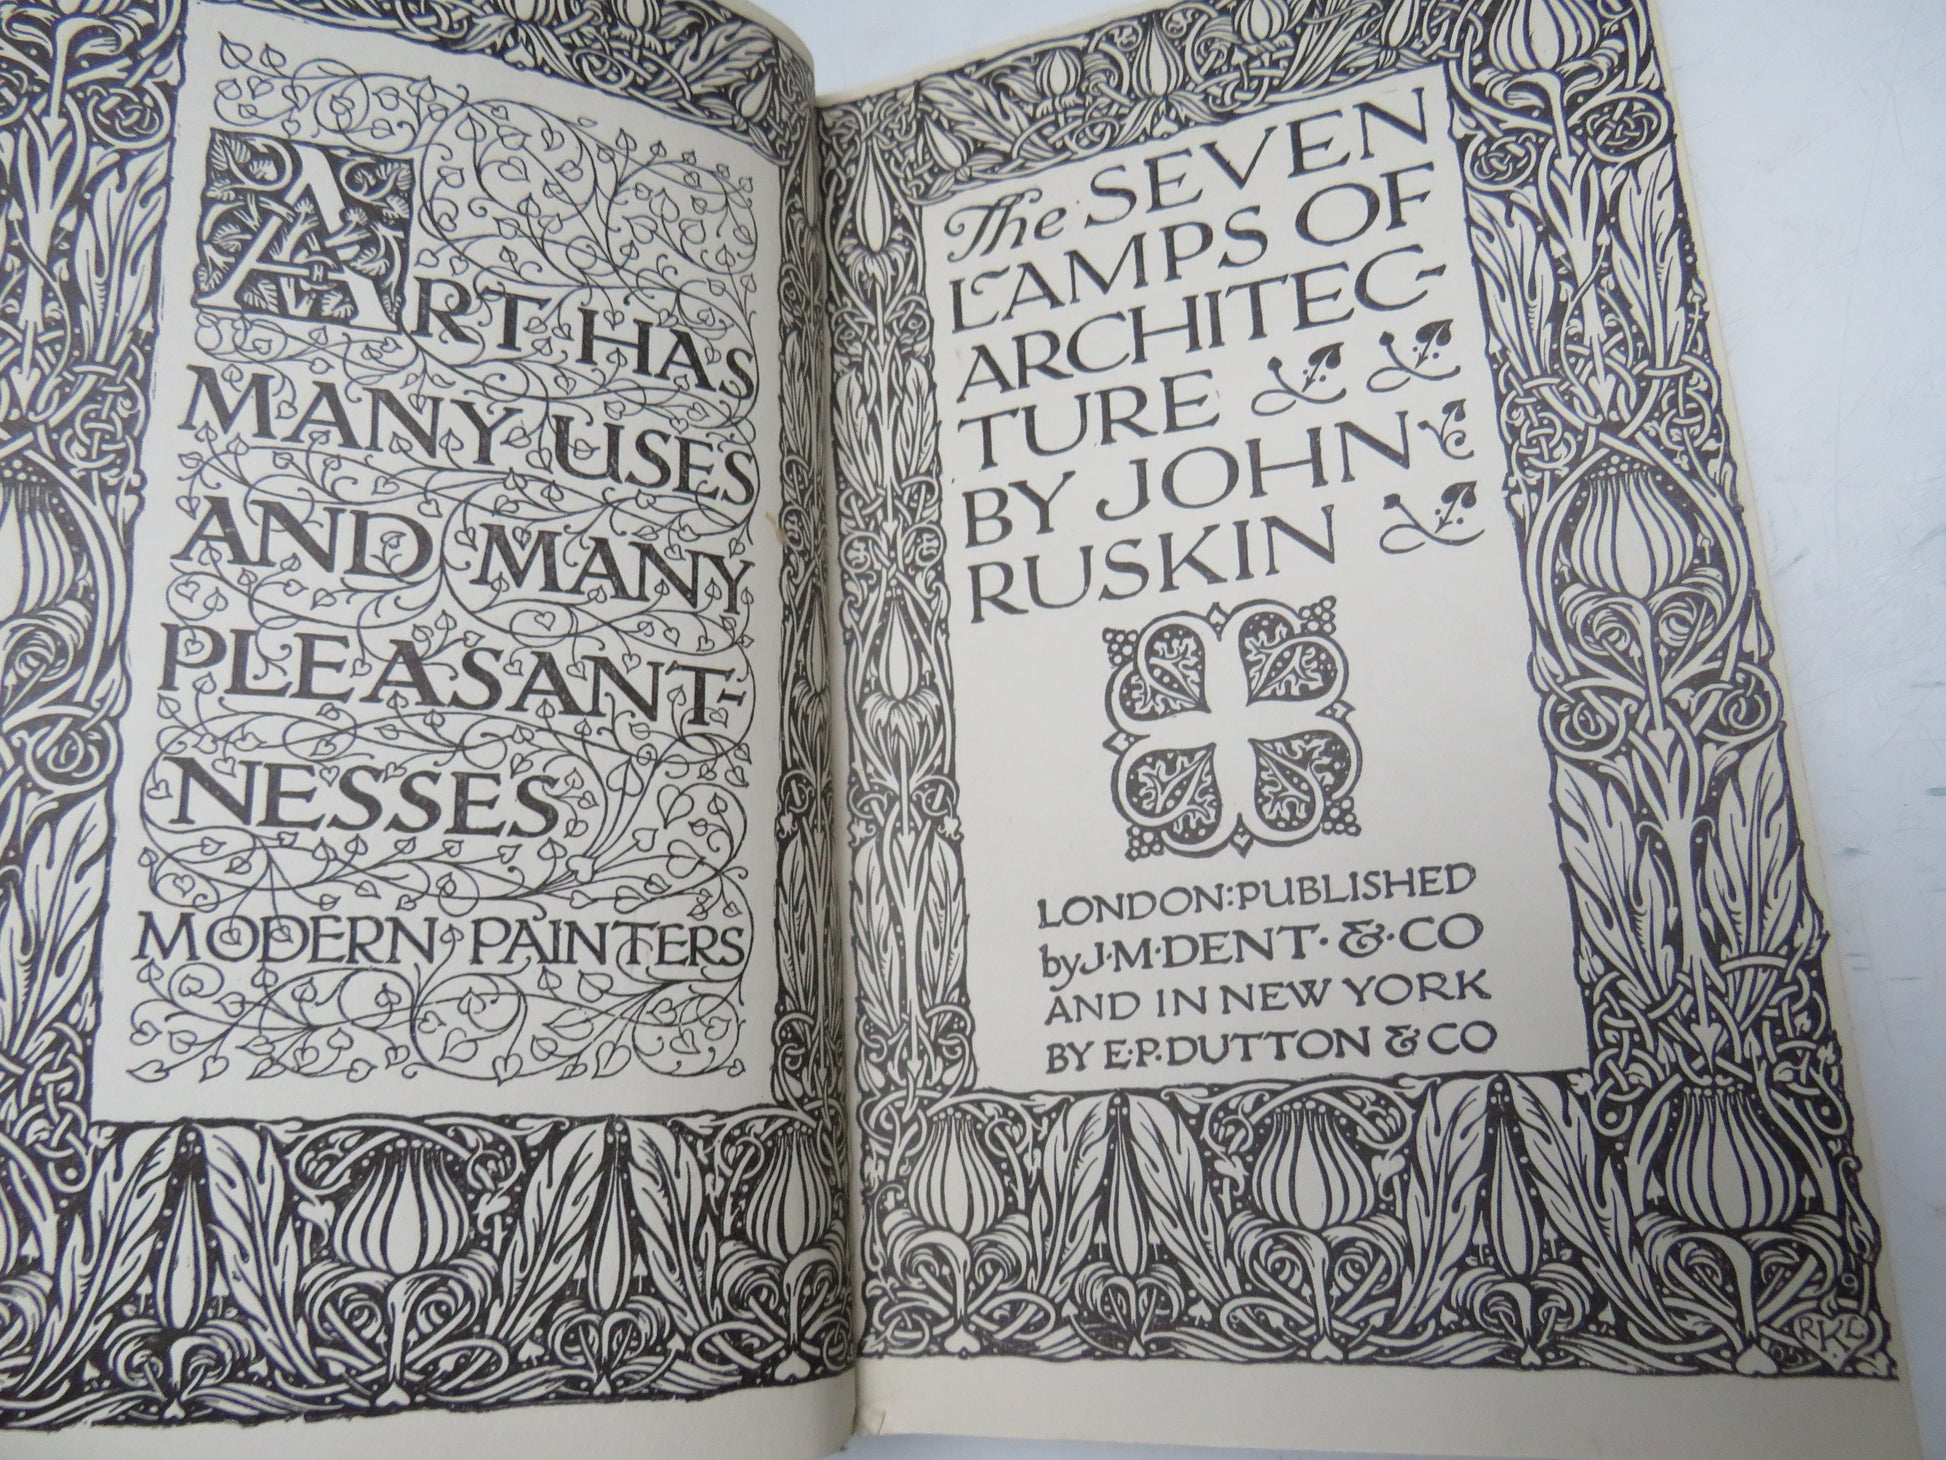 ART HAS
MANY USES
AND MANY
PLEASANT-
NESSES
MODERN PAINTERS
The SEVEN
LAMPS OF
ARCHITEC-
TURE
BY JOHN
RUSKIN
LONDON: PUBLISHED
by J·M·DENT· & ·CO
AND IN NEW YORK
BY E·P·DUTTON & CO
RKL